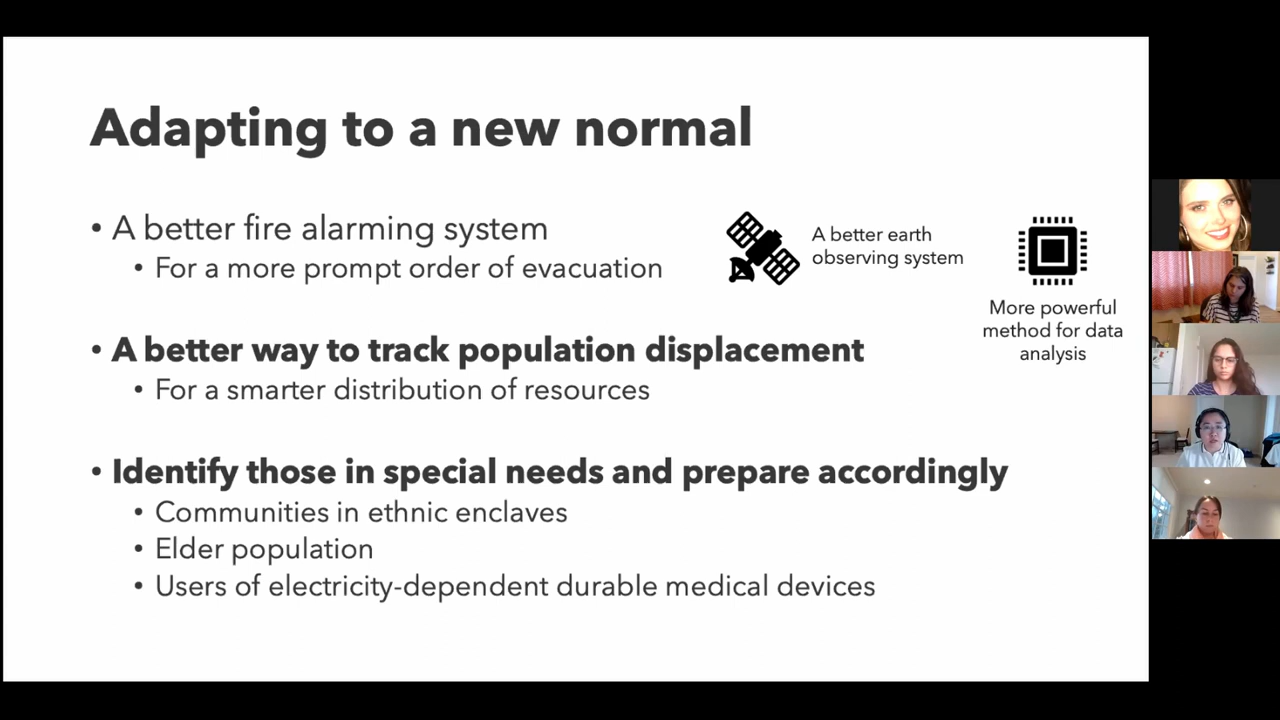 Adapting to a new normal
• A better fire alarming system
• For a more prompt order of evacuation
A better earth
observing system
More powerful
method for data
analysis
• A better way to track population displacement
• For a smarter distribution of resources
• Identify those in special needs and prepare accordingly
• Communities in ethnic enclaves
• Elder population
• Users of electricity-dependent durable medical devices